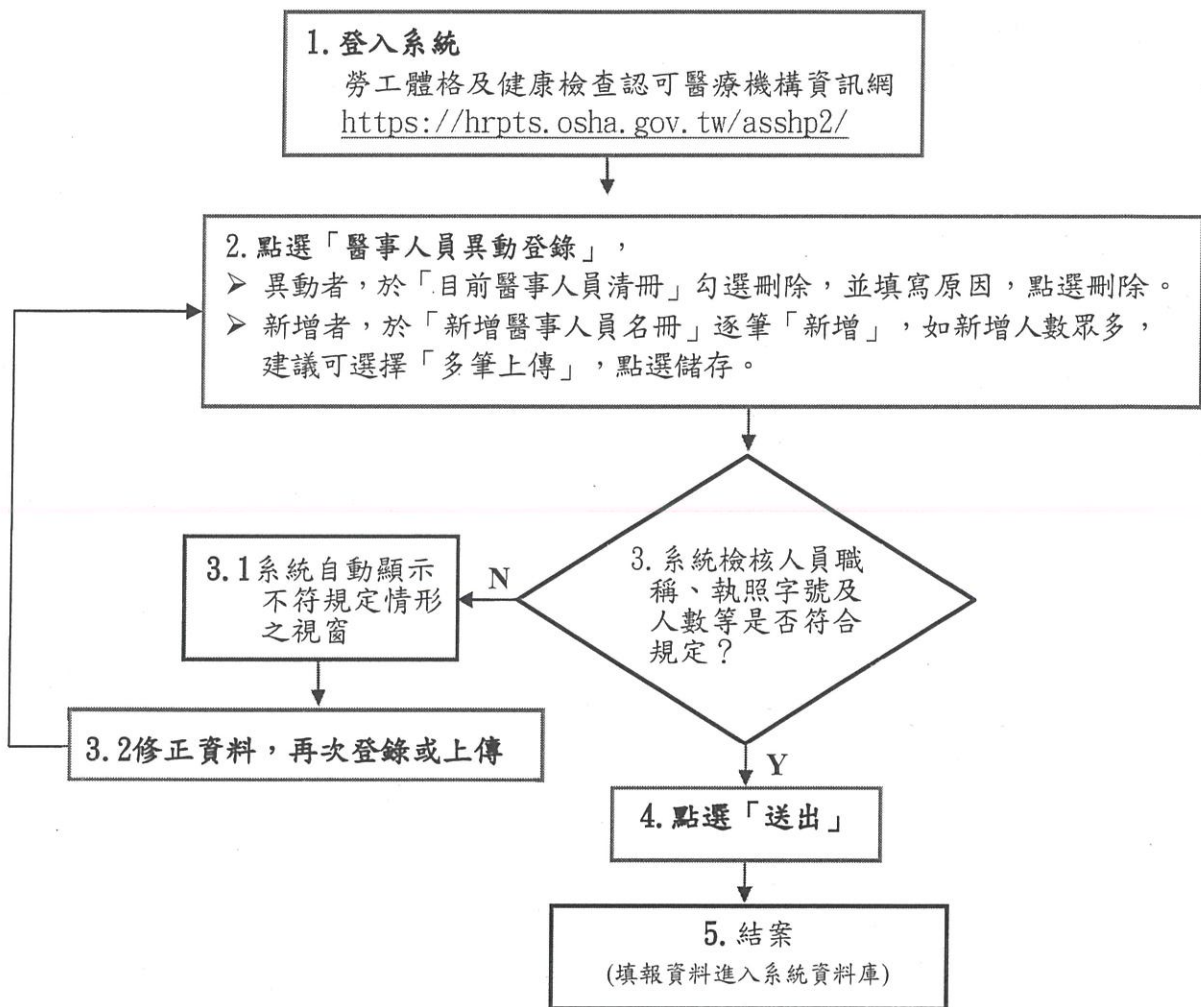 1.登入系統
勞工體格及健康檢查認可醫療機構資訊網
https://hrpts.osha.gov.tw/asshp2/
2.點選「醫事人員異動登錄」,
➤ 異動者,於「目前醫事人員清冊」勾選刪除,並填寫原因,點選刪除。
➤ 新增者,於「新增醫事人員名冊」逐筆「新增」,如新增人數眾多,
建議可選擇「多筆上傳」,點選儲存。
3.系統檢核人員職
稱、執照字號及
人數等是否符合
規定?
N
3.1系統自動顯示
不符規定情形
之視窗
3.2修正資料,再次登錄或上傳
Y
4.點選「送出」
5.結案
(填報資料進入系統資料庫)